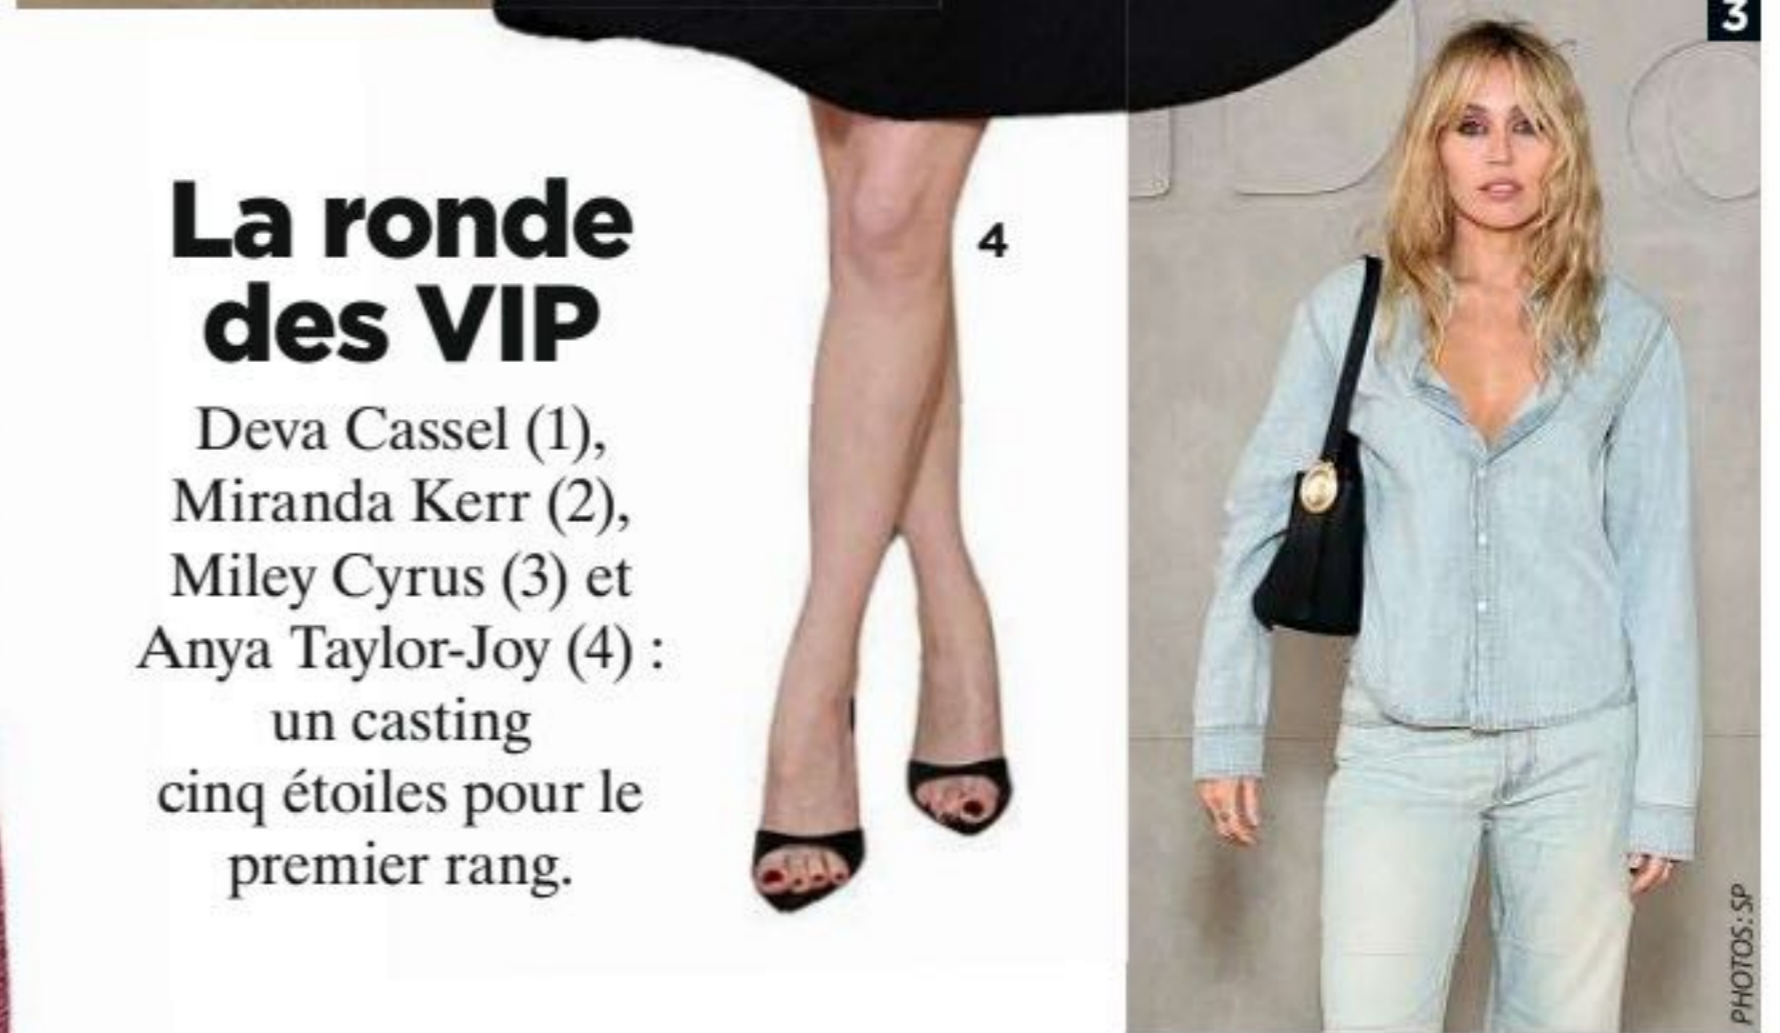 3
La ronde
des VIP
4
Deva Cassel (1),
Miranda Kerr (2),
Miley Cyrus (3) et
Anya Taylor-Joy (4) :
un casting
cinq étoiles pour le
premier rang.
PHOTOS: SP